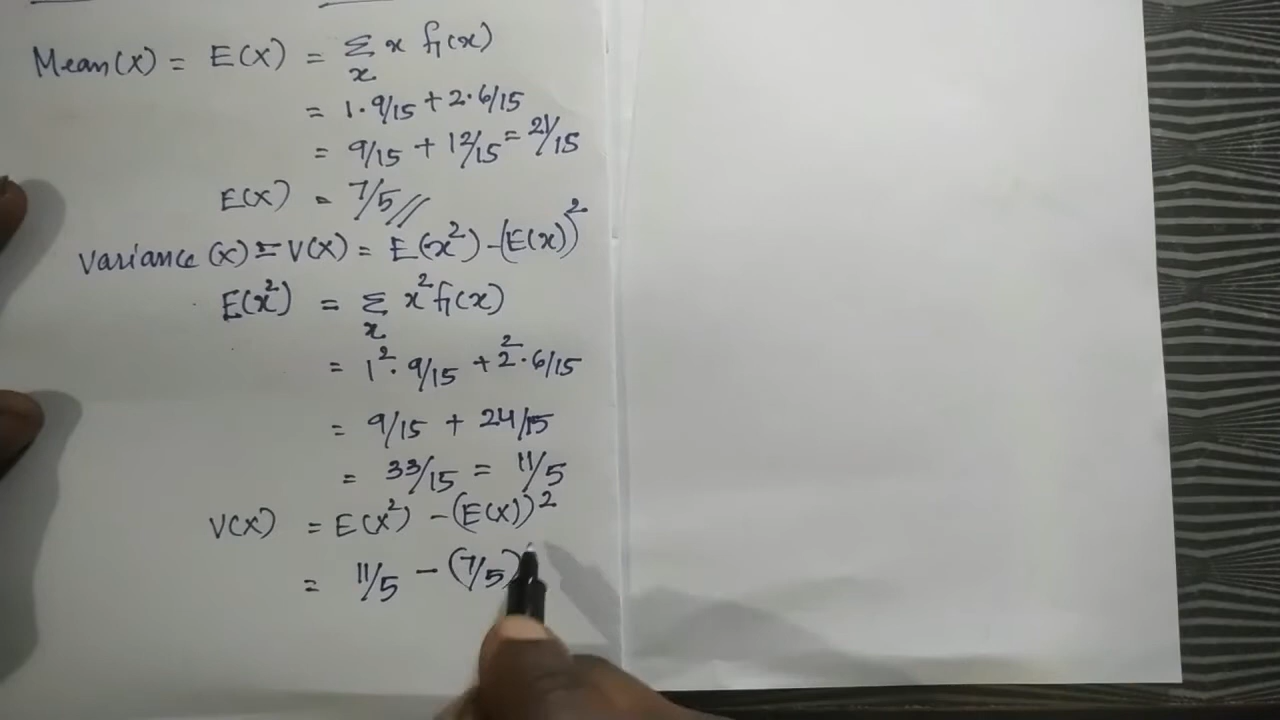 Mean(X) = E(X) = Σ x f₁(x)
x
= 1·9/15 + 2·6/15
= 9/15 + 12/15 = 21/15
E(X) = 7/5 //
Variance (x) = V(X) = E(x²) - (E(x))²
E(x²) = Σ x² f₁(x)
x
= 1²·9/15 + 2²·6/15
= 9/15 + 24/15
= 33/15 = 11/5
V(X) = E(X²) - (E(X))²
= 11/5 - (7/5)